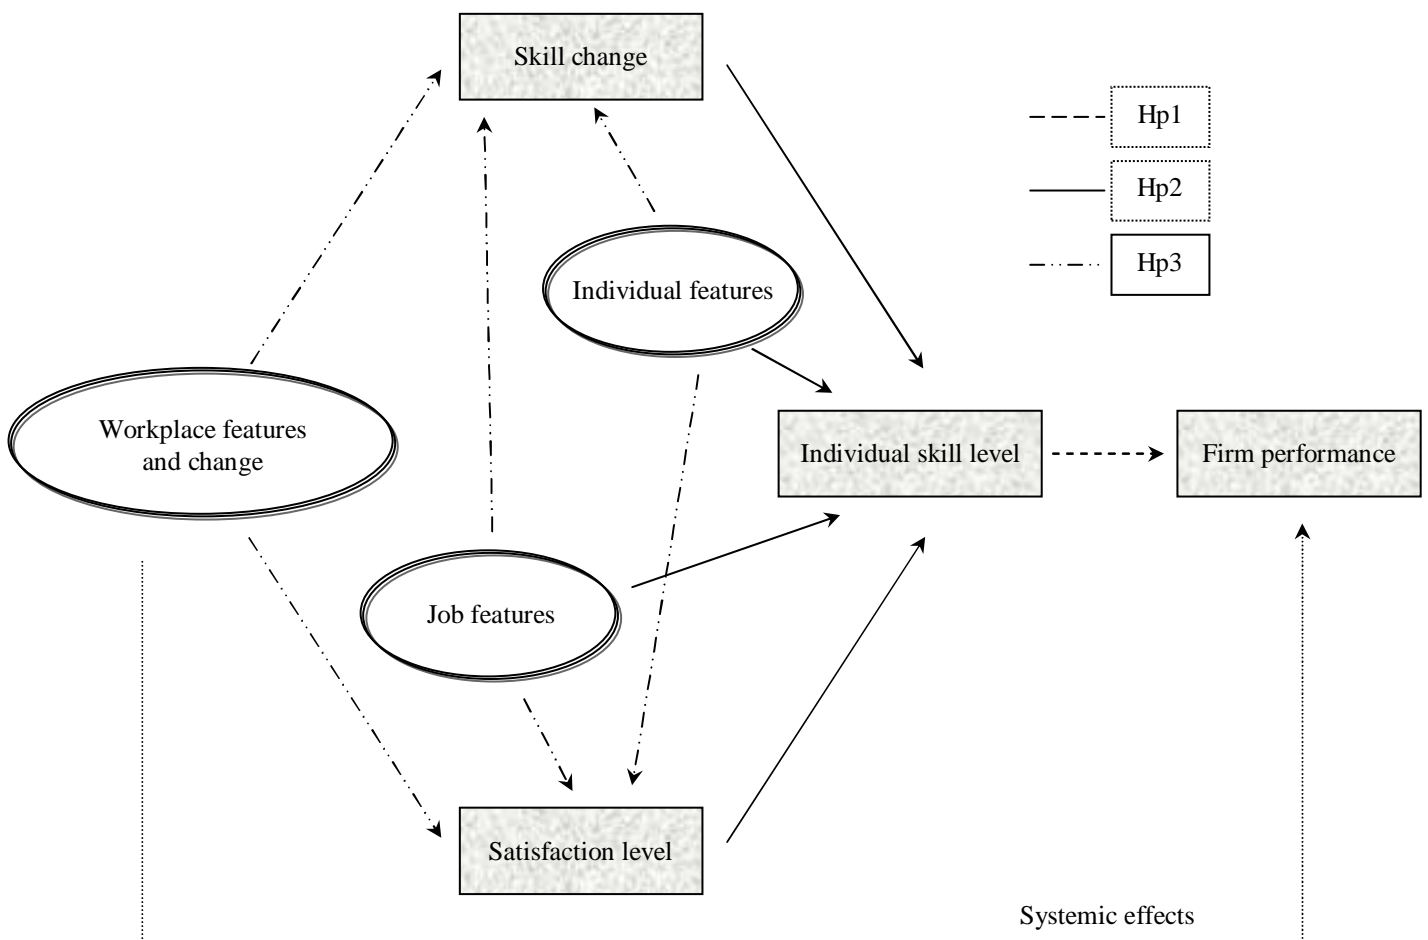 Skill change
Hp1
Hp2
Hp3
Individual features
Workplace features
and change
Individual skill level
Firm performance
Job features
Satisfaction level
Systemic effects